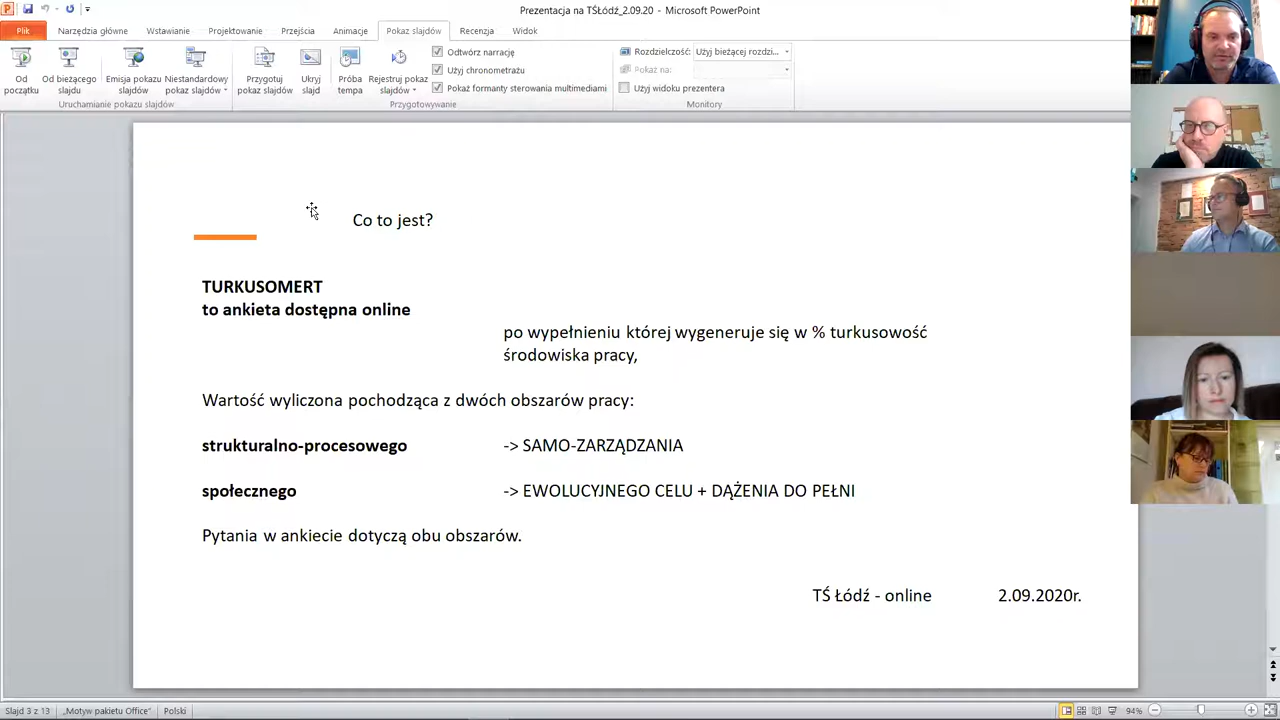 Prezentacja na TŚŁódź_2.09.20 - Microsoft PowerPoint
Plik Narzędzia główne Wstawianie Projektowanie Przejścia Animacje Pokaz slajdów Recenzja Widok
Od początku
Od bieżącego slajdu
Emisja pokazu slajdów
Niestandardowy pokaz slajdów
Uruchamianie pokazu slajdów
Przygotuj pokaz slajdów
Ukryj slajd
Próba tempa
Rejestruj pokaz slajdów
Odtwórz narrację
Użyj chronometrażu
Pokaż formanty sterowania multimediami
Przygotowywanie
Rozdzielczość: Użyj bieżącej rozdzi...
Pokaż na:
Użyj widoku prezentera
Monitory
Co to jest?
TURKUSOMERT
to ankieta dostępna online
po wypełnieniu której wygeneruje się w % turkusowość
środowiska pracy,
Wartość wyliczona pochodząca z dwóch obszarów pracy:
strukturalno-procesowego -> SAMO-ZARZĄDZANIA
społecznego -> EWOLUCYJNEGO CELU + DĄŻENIA DO PEŁNI
Pytania w ankiecie dotyczą obu obszarów.
TŚ Łódź - online 2.09.2020r.
Slajd 3 z 13 „Motyw pakietu Office” Polski 94%